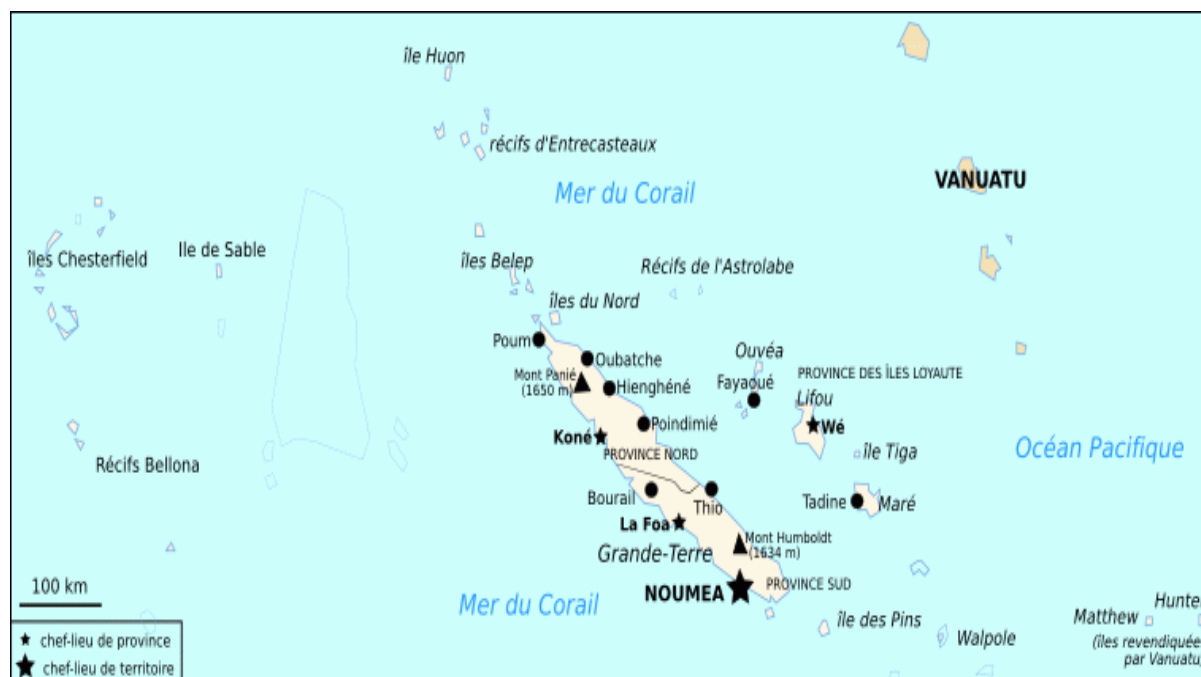 île Huon
récifs d'Entrecasteaux
Mer du Corail
VANUATU
îles Chesterfield
Ile de Sable
îles Belep
Récifs de l'Astrolabe
îles du Nord
Poum
Oubatche
Mont Panié
(1650 m)
Hienghéné
Ouvéa
Fayaoué
PROVINCE DES ÎLES LOYAUTE
Lifou
Wé
Poindimié
Koné
PROVINCE NORD
Océan Pacifique
île Tiga
Récifs Bellona
Bourail
Thio
Tadine
Maré
La Foa
Mont Humboldt
(1634 m)
Grande-Terre
NOUMEA
PROVINCE SUD
Mer du Corail
100 km
île des Pins
Walpole
Matthew
Hunte
(îles revendiquée
par Vanuatu,
chef-lieu de province
chef-lieu de territoire